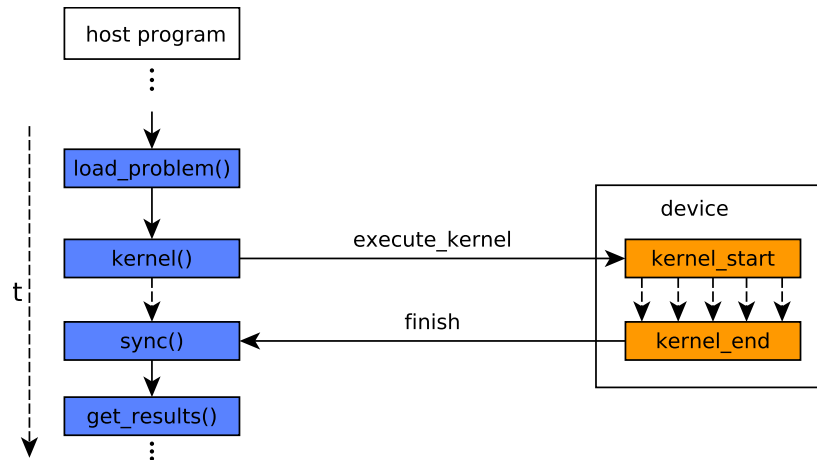 host program
load_problem()
device
execute_kernel
kernel()
kernel_start
t
finish
sync()
kernel_end
get_results()